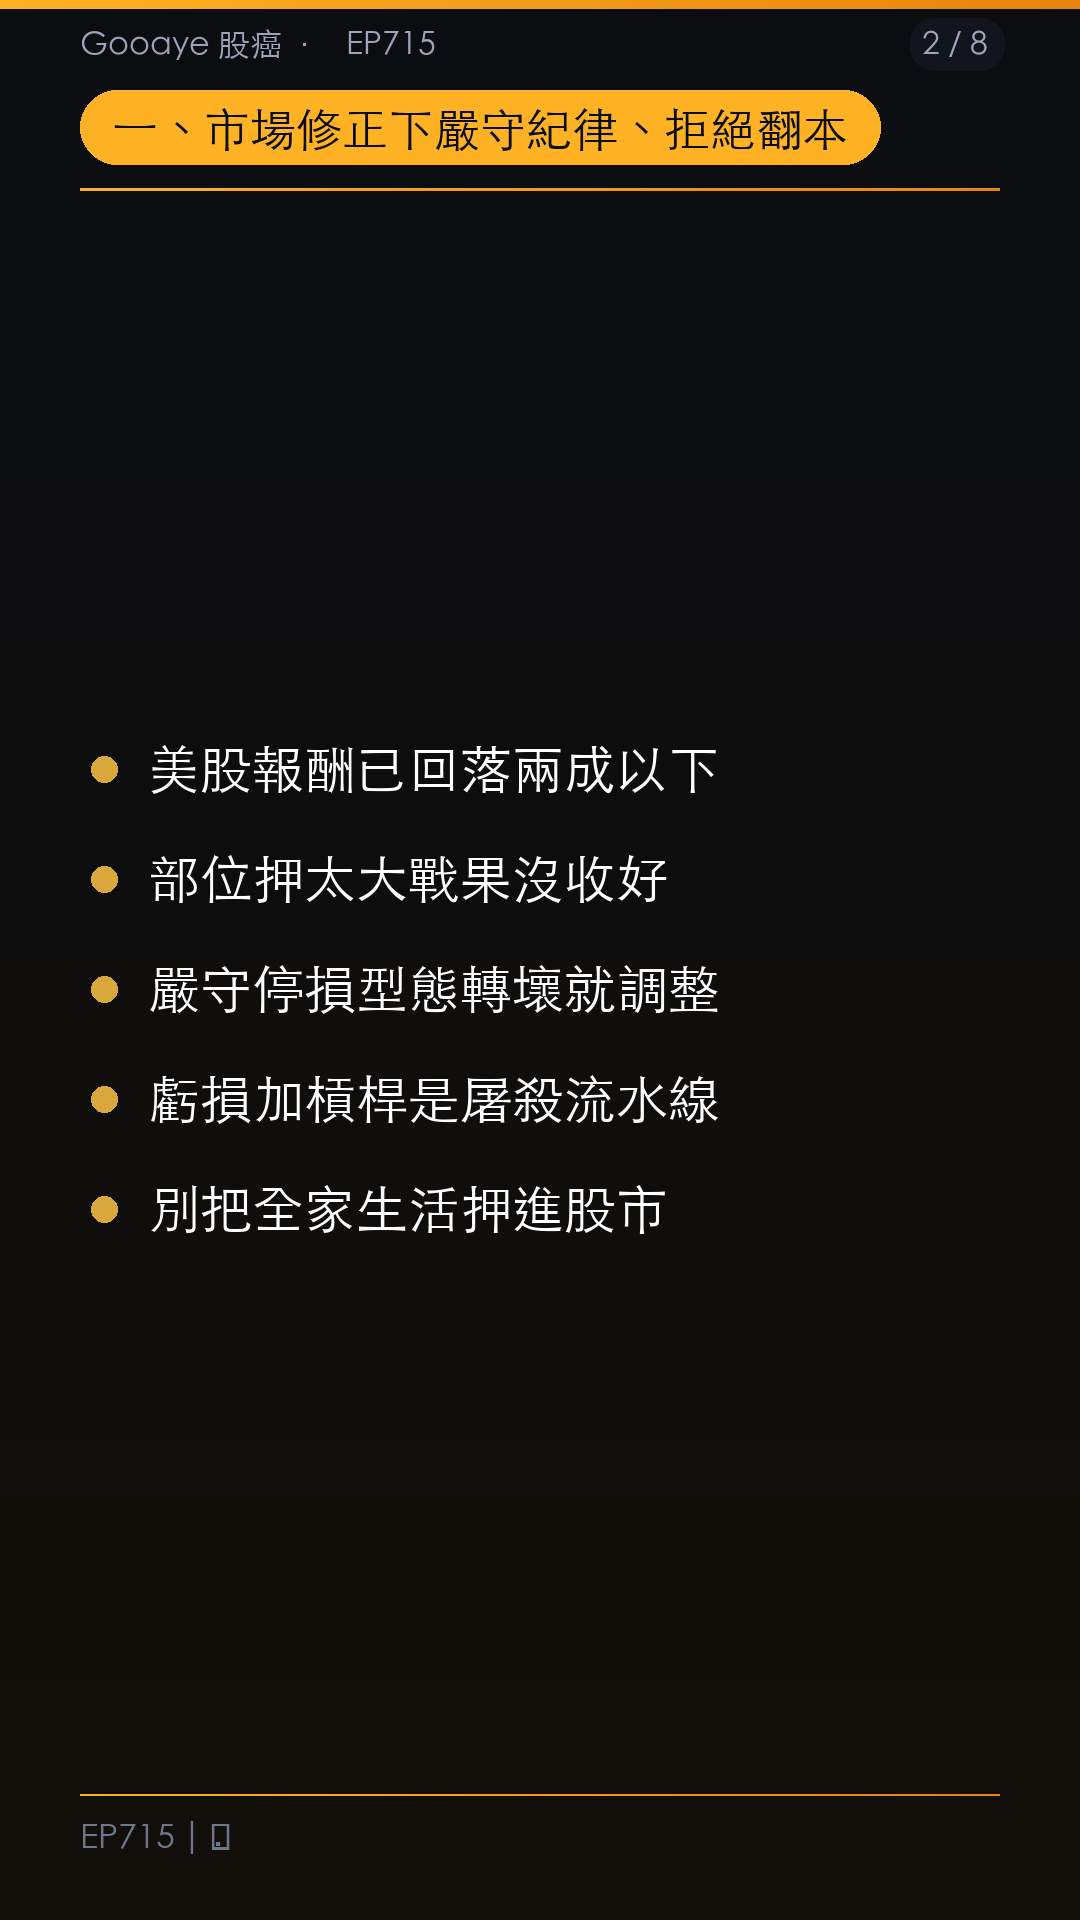 Gooaye 股癌 · EP715
2 / 8
一、市場修正下嚴守紀律、拒絕翻本
美股報酬已回落兩成以下
部位押太大戰果沒收好
嚴守停損型態轉壞就調整
虧損加槓桿是屠殺流水線
別把全家生活押進股市
EP715 |